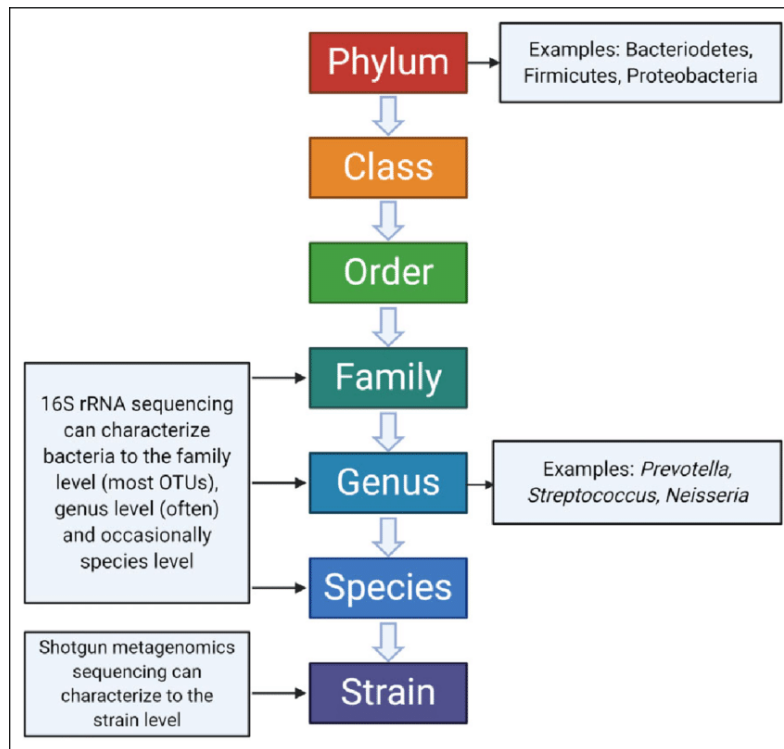 Phylum
Examples: Bacteriodetes,
Firmicutes, Proteobacteria
Class
Order
Family
16S rRNA sequencing
can characterize
bacteria to the family
level (most OTUs),
genus level (often)
and occasionally
species level
Genus
Examples: Prevotella,
Streptococcus, Neisseria
Species
Shotgun metagenomics
sequencing can
characterize to the
strain level
Strain